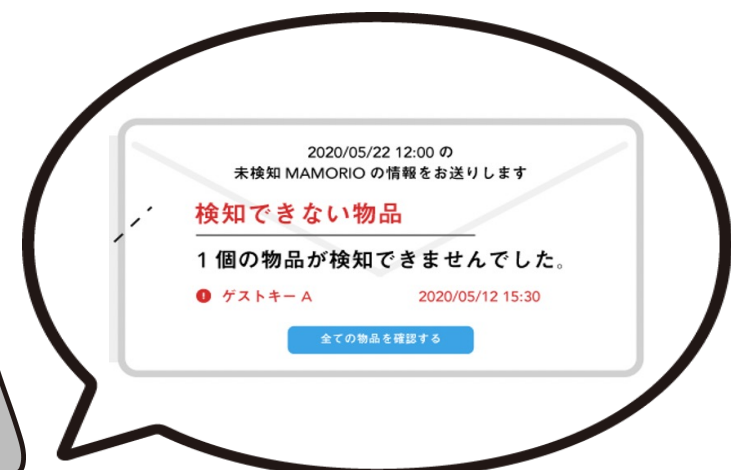 2020/05/22 12:00 の
未検知 MAMORIO の情報をお送りします
検知できない物品
1 個の物品が検知できませんでした。
ゲストキー A 2020/05/12 15:30
全ての物品を確認する